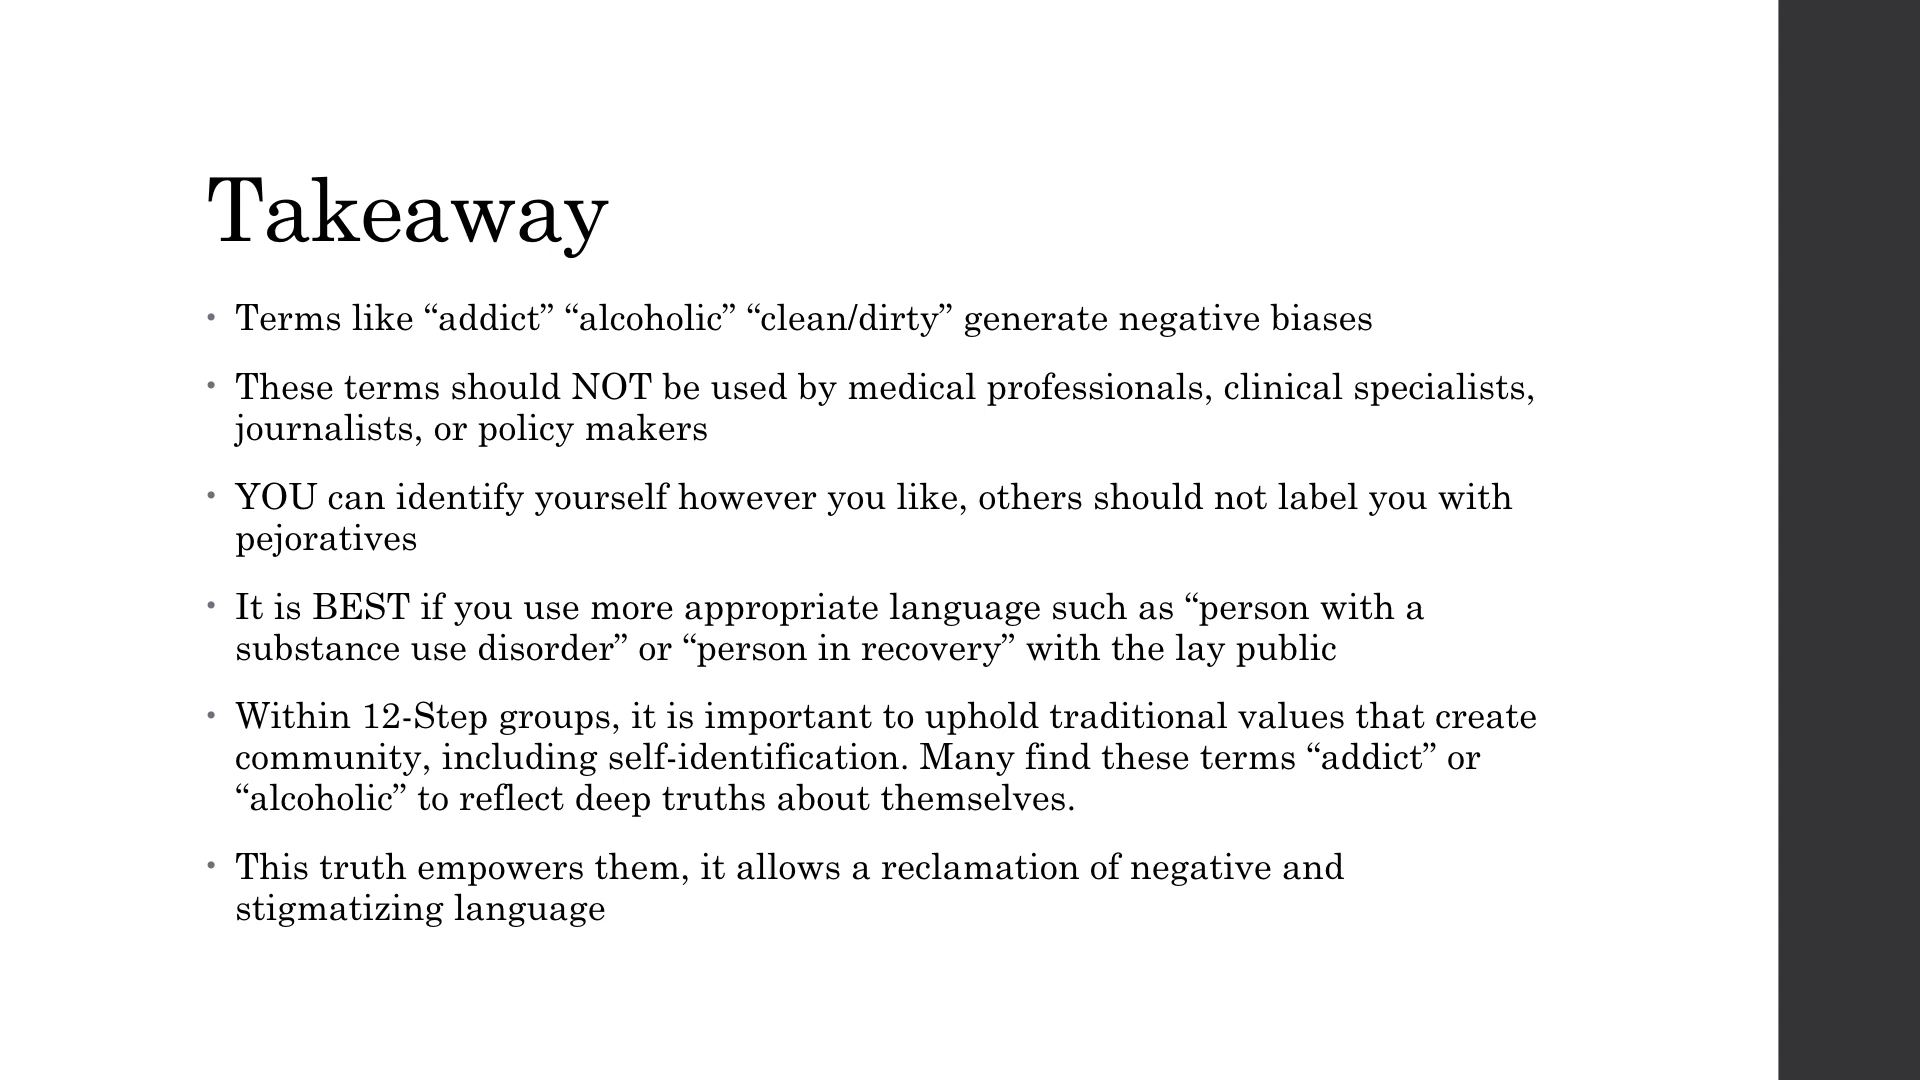 Takeaway
• Terms like “addict” “alcoholic” “clean/dirty” generate negative biases
• These terms should NOT be used by medical professionals, clinical specialists,
journalists, or policy makers
• YOU can identify yourself however you like, others should not label you with
pejoratives
• It is BEST if you use more appropriate language such as “person with a
substance use disorder” or “person in recovery” with the lay public
• Within 12-Step groups, it is important to uphold traditional values that create
community, including self-identification. Many find these terms “addict” or
“alcoholic” to reflect deep truths about themselves.
• This truth empowers them, it allows a reclamation of negative and
stigmatizing language